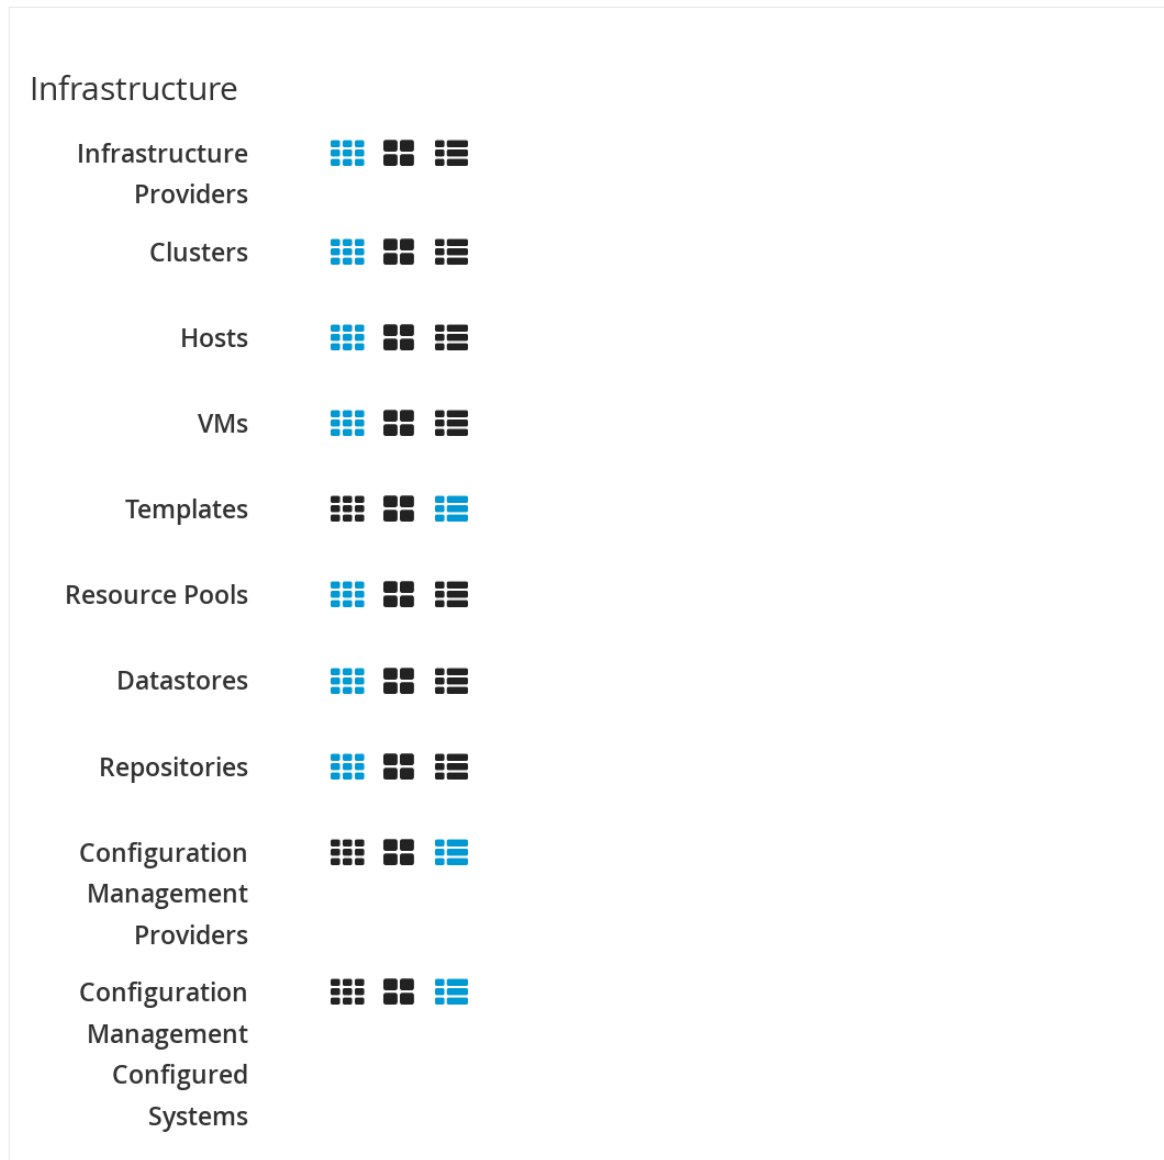 Infrastructure
Infrastructure
Providers
Clusters
Hosts
VMs
Templates
Resource Pools
Datastores
Repositories
Configuration
Management
Providers
Configuration
Management
Configured
Systems